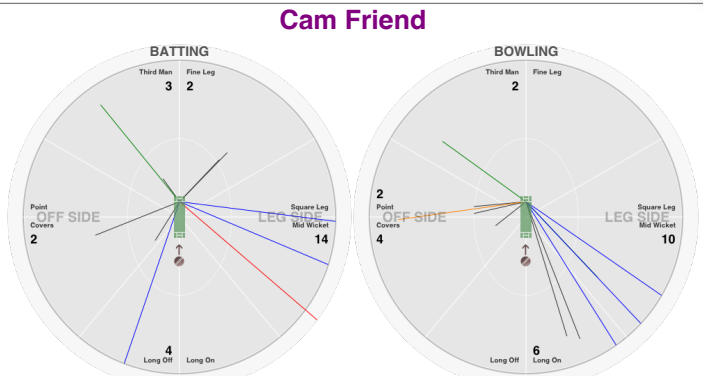 Cam Friend
BATTING
Third Man
Fine Leg
3
2
Point
OFF SIDE
Covers
2
Square Leg
LEG SIDE
Mid Wicket
14
4
Long Off
Long On
BOWLING
Third Man
Fine Leg
2
2
Point
OFF SIDE
Covers
4
Square Leg
LEG SIDE
Mid Wicket
10
6
Long Off
Long On